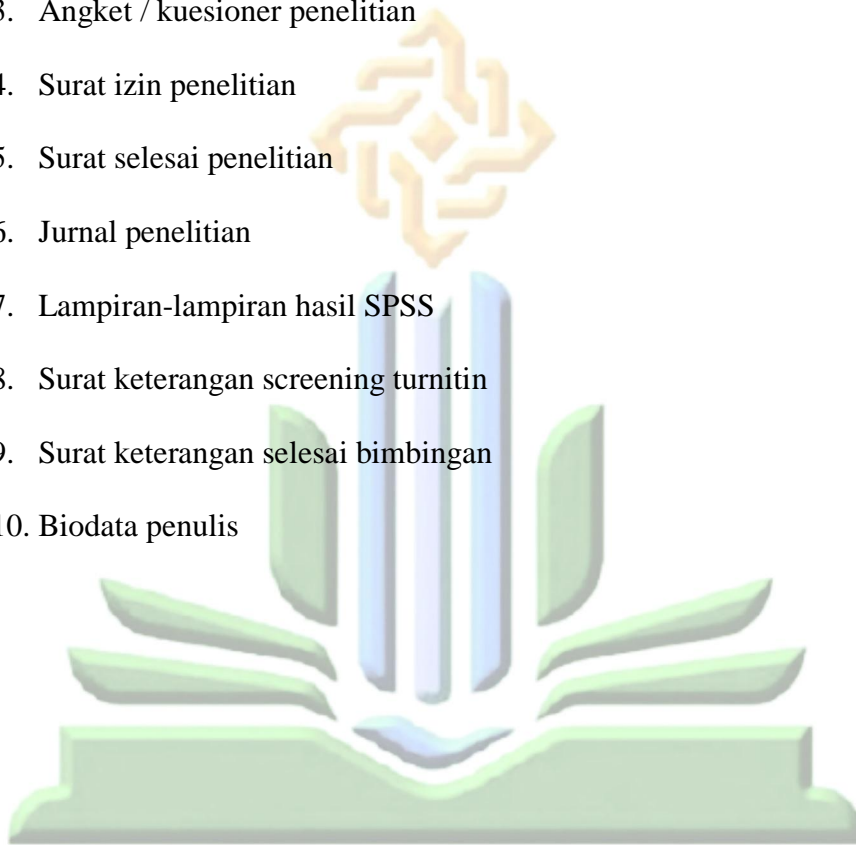 3. Angket / kuesioner penelitian
4. Surat izin penelitian
5. Surat selesai penelitian
6. Jurnal penelitian
7. Lampiran-lampiran hasil SPSS
8. Surat keterangan screening turnitin
9. Surat keterangan selesai bimbingan
10. Biodata penulis